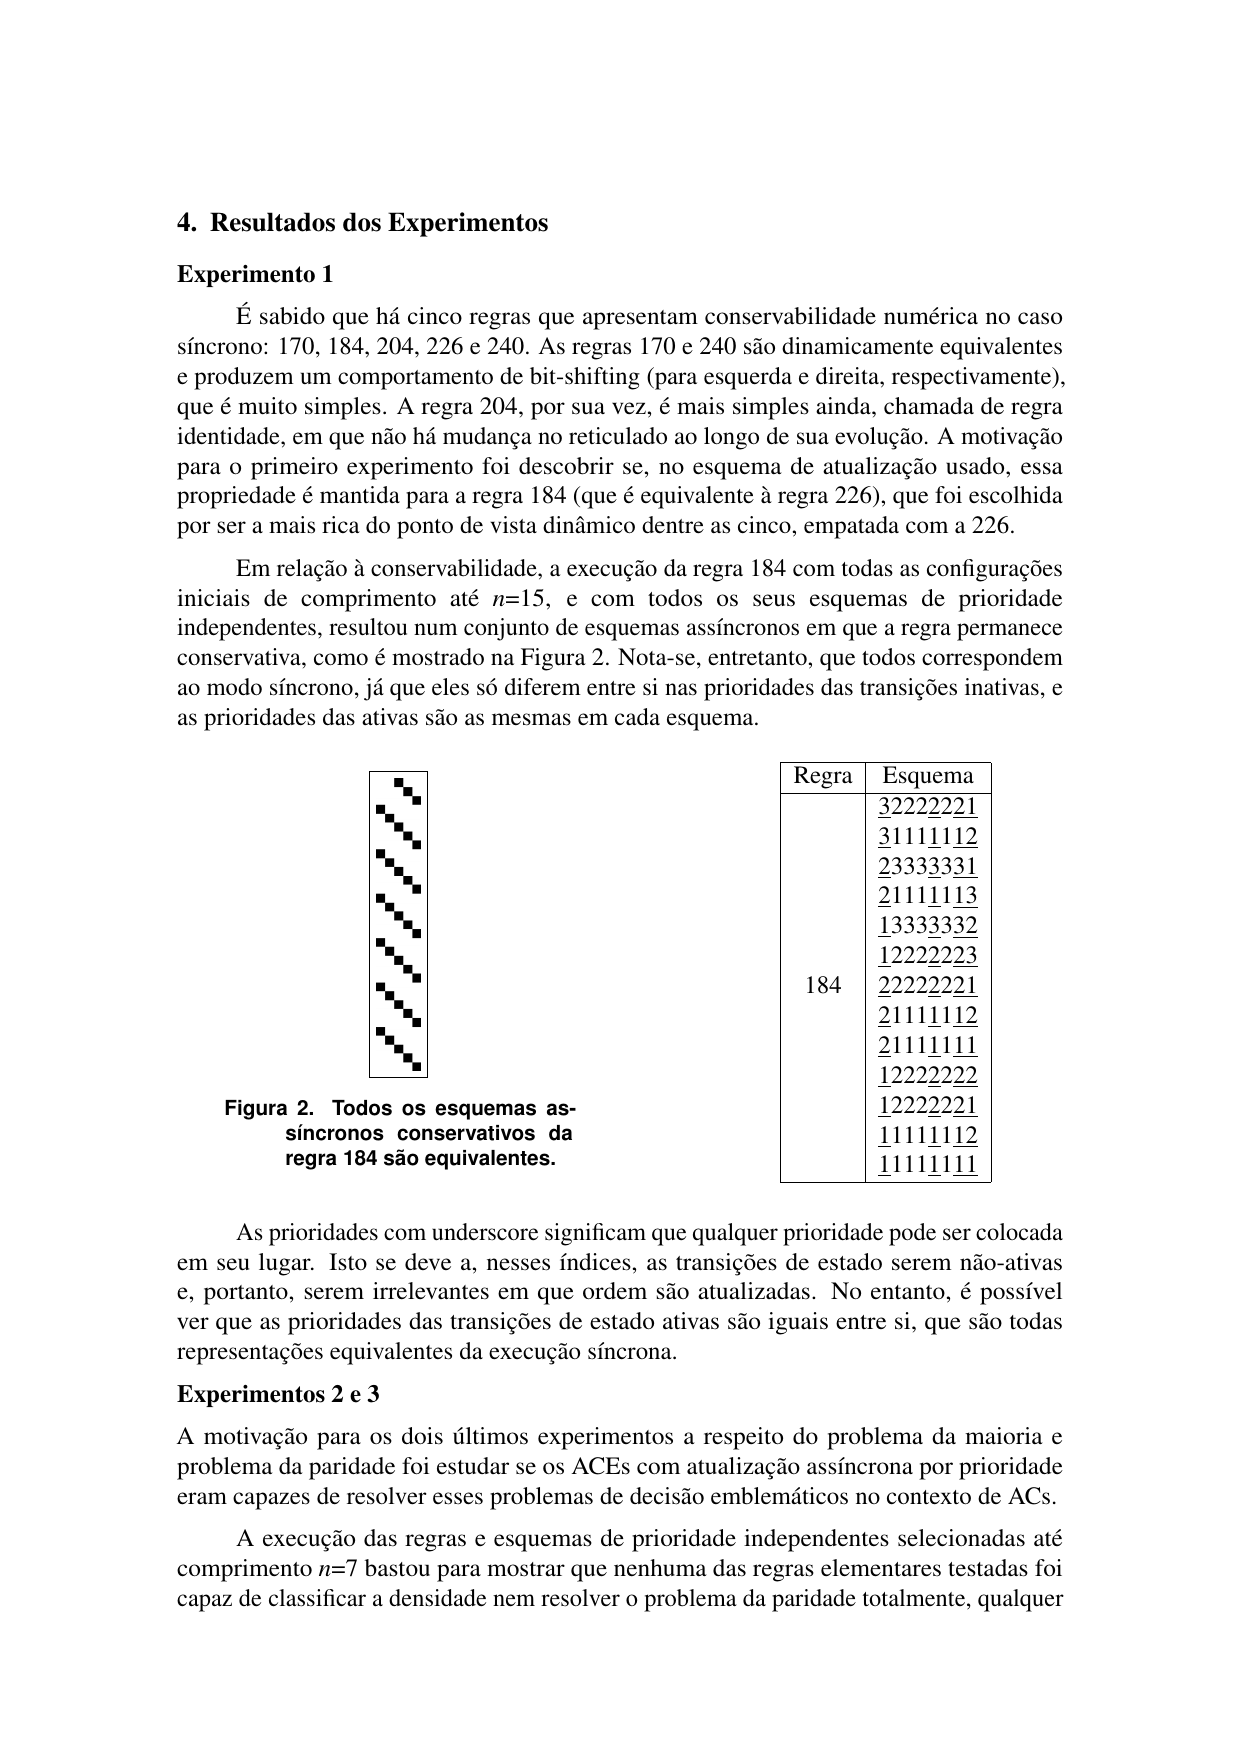 4. Resultados dos Experimentos
Experimento 1
É sabido que há cinco regras que apresentam conservabilidade numérica no caso
síncrono: 170, 184, 204, 226 e 240. As regras 170 e 240 são dinamicamente equivalentes
e produzem um comportamento de bit-shifting (para esquerda e direita, respectivamente),
que é muito simples. A regra 204, por sua vez, é mais simples ainda, chamada de regra
identidade, em que não há mudança no reticulado ao longo de sua evolução. A motivação
para o primeiro experimento foi descobrir se, no esquema de atualização usado, essa
propriedade é mantida para a regra 184 (que é equivalente à regra 226), que foi escolhida
por ser a mais rica do ponto de vista dinâmico dentre as cinco, empatada com a 226.
Em relação à conservabilidade, a execução da regra 184 com todas as configurações
iniciais de comprimento até n=15, e com todos os seus esquemas de prioridade
independentes, resultou num conjunto de esquemas assíncronos em que a regra permanece
conservativa, como é mostrado na Figura 2. Nota-se, entretanto, que todos correspondem
ao modo síncrono, já que eles só diferem entre si nas prioridades das transições inativas, e
as prioridades das ativas são as mesmas em cada esquema.
Figura 2. Todos os esquemas as-
síncronos conservativos da
regra 184 são equivalentes.
Regra Esquema
32222221
31111112
23333331
21111113
13333332
12222223
184 22222221
21111112
21111111
12222222
12222221
11111112
11111111
As prioridades com underscore significam que qualquer prioridade pode ser colocada
em seu lugar. Isto se deve a, nesses índices, as transições de estado serem não-ativas
e, portanto, serem irrelevantes em que ordem são atualizadas. No entanto, é possível
ver que as prioridades das transições de estado ativas são iguais entre si, que são todas
representações equivalentes da execução síncrona.
Experimentos 2 e 3
A motivação para os dois últimos experimentos a respeito do problema da maioria e
problema da paridade foi estudar se os ACEs com atualização assíncrona por prioridade
eram capazes de resolver esses problemas de decisão emblemáticos no contexto de ACs.
A execução das regras e esquemas de prioridade independentes selecionadas até
comprimento n=7 bastou para mostrar que nenhuma das regras elementares testadas foi
capaz de classificar a densidade nem resolver o problema da paridade totalmente, qualquer